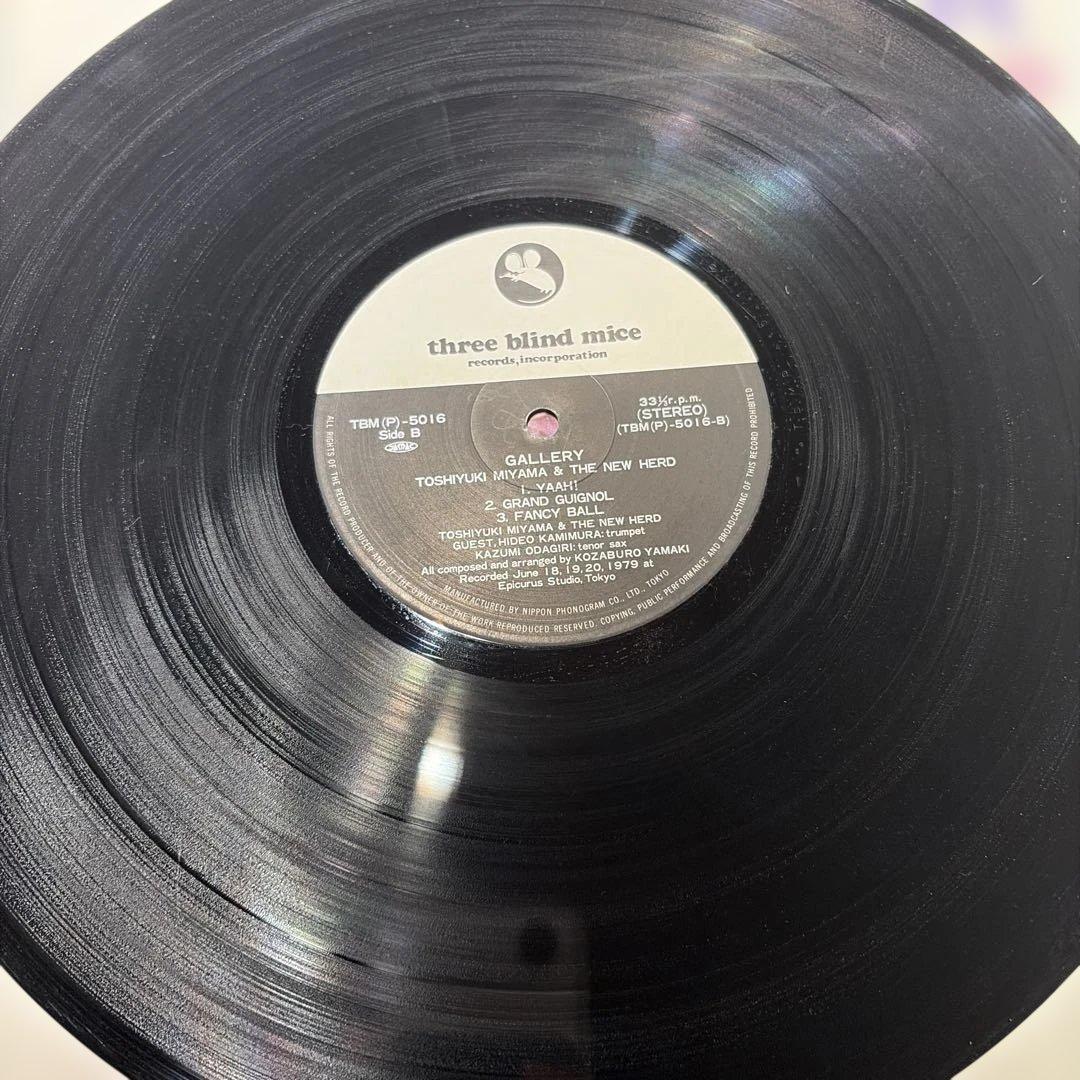 three blind mice
records, incorporation
TBM (P)-5016
Side B
33⅓r.p.m.
(STEREO)
(TBM(P)-5016-B)
GALLERY
TOSHIYUKI MIYAMA & THE NEW HERD
1. YAAH!
2. GRAND GUIGNOL
3. FANCY BALL
TOSHIYUKI MIYAMA & THE NEW HERD
GUEST, HIDEO KAMIMURA: trumpet
KAZUMI ODAGIRI: tenor sax
All composed and arranged by KOZABURO YAMAKI
Recorded June 18, 19, 20, 1979 at
Epicurus Studio, Tokyo
MANUFACTURED BY NIPPON PHONOGRAM CO., LTD., TOKYO
ALL RIGHTS OF THE RECORD PRODUCER AND OF THE OWNER OF THE WORK REPRODUCED RESERVED. COPYING, PUBLIC PERFORMANCE AND BROADCASTING OF THIS RECORD PROHIBITED